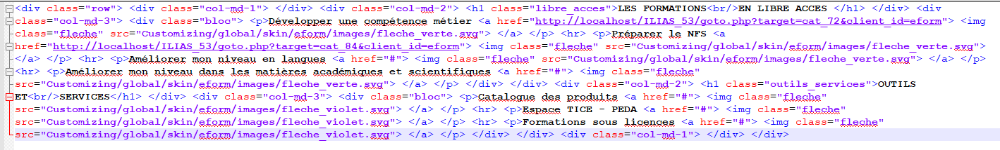 <div class="row"> <div class="col-md-1"> </div> <div class="col-md-2"> <h1 class="libre_acces">LES FORMATIONS<br/>EN LIBRE ACCES </h1> </div> <div
class="col-md-3"> <div class="bloc"> <p>Développer une compétence métier <a href="http://localhost/ILIAS_53/goto.php?target=cat_72&client_id=eform"> <img
class="fleche" src="Customizing/global/skin/eform/images/fleche_verte.svg"> </a> </p> <hr> <p>Préparer le NFS <a
href="http://localhost/ILIAS_53/goto.php?target=cat_84&client_id=eform"> <img class="fleche" src="Customizing/global/skin/eform/images/fleche_verte.svg">
</a> </p> <hr> <p>Améliorer mon niveau en langues <a href="#"> <img class="fleche" src="Customizing/global/skin/eform/images/fleche_verte.svg"> </a> </p>
<hr> <p>Améliorer mon niveau dans les matières académiques et scientifiques <a href="#"> <img class="fleche"
src="Customizing/global/skin/eform/images/fleche_verte.svg"> </a> </p> </div> </div> <div class="col-md-2"> <h1 class="outils_services">OUTILS
ET<br/>SERVICES</h1> </div> <div class="col-md-3"> <div class="bloc"> <p>Catalogue des produits <a href="#"> <img class="fleche"
src="Customizing/global/skin/eform/images/fleche_violet.svg"> </a> </p> <hr> <p>Espace TICE - PEDA <a href="#"> <img class="fleche"
src="Customizing/global/skin/eform/images/fleche_violet.svg"> </a> </p> <hr> <p>Formations sous licences <a href="#"> <img class="fleche"
src="Customizing/global/skin/eform/images/fleche_violet.svg"> </a> </p> </div> </div> <div class="col-md-1"> </div> </div>